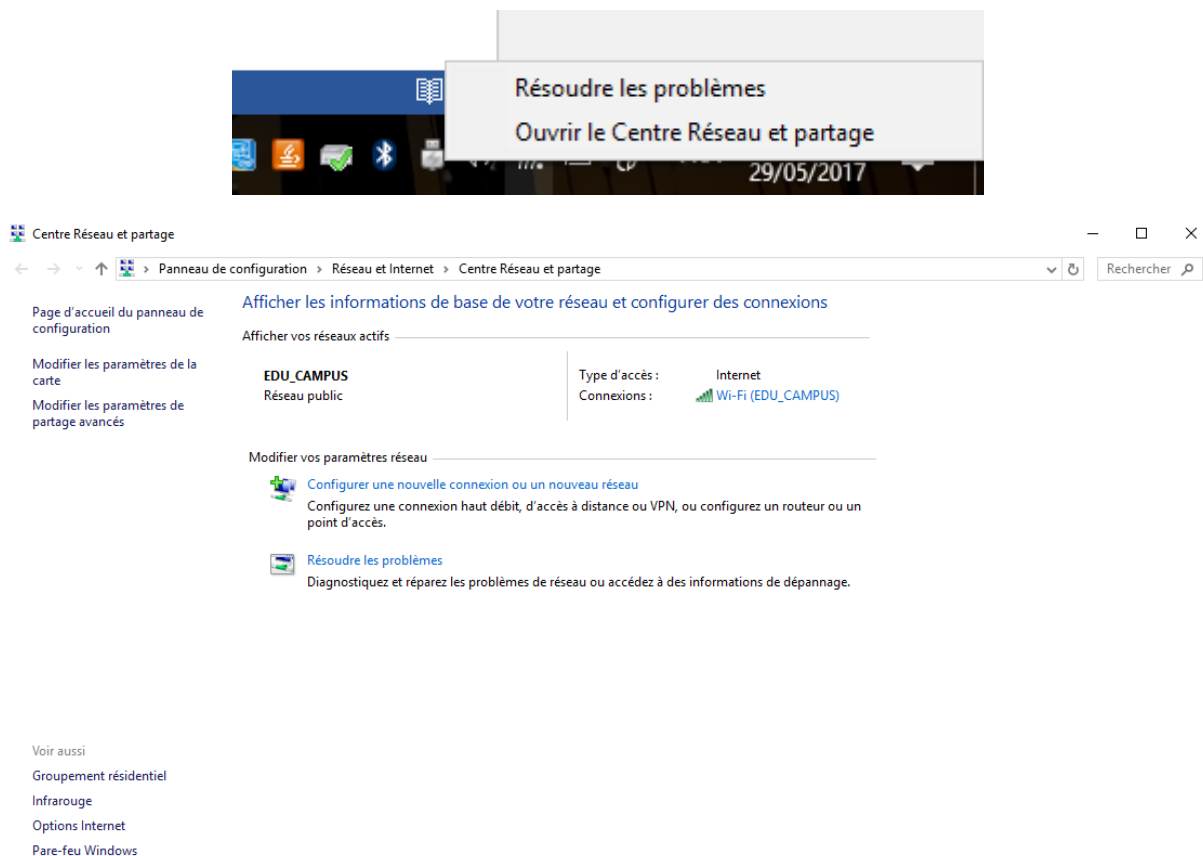 Résoudre les problèmes
Ouvrir le Centre Réseau et partage
29/05/2017
Centre Réseau et partage
Panneau de configuration > Réseau et Internet > Centre Réseau et partage
Rechercher
Page d'accueil du panneau de
configuration
Modifier les paramètres de la
carte
Modifier les paramètres de
partage avancés
Afficher les informations de base de votre réseau et configurer des connexions
Afficher vos réseaux actifs
EDU_CAMPUS
Réseau public
Type d'accès : Internet
Connexions : Wi-Fi (EDU_CAMPUS)
Modifier vos paramètres réseau
Configurer une nouvelle connexion ou un nouveau réseau
Configurez une connexion haut débit, d'accès à distance ou VPN, ou configurez un routeur ou un
point d'accès.
Résoudre les problèmes
Diagnostiquez et réparez les problèmes de réseau ou accédez à des informations de dépannage.
Voir aussi
Groupement résidentiel
Infrarouge
Options Internet
Pare-feu Windows